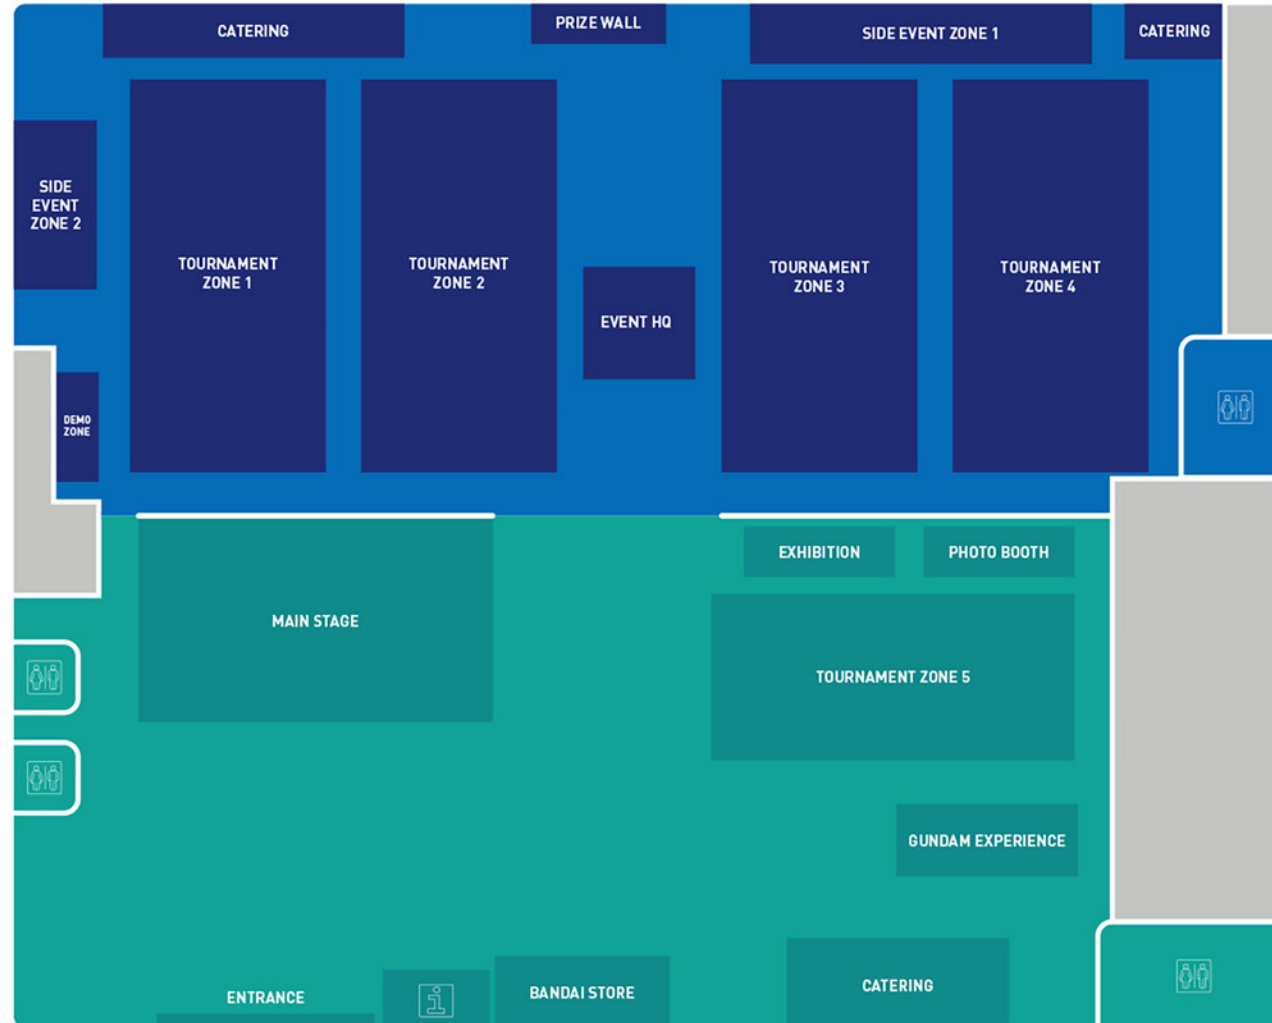 CATERING
PRIZE WALL
SIDE EVENT ZONE 1
CATERING
SIDE
EVENT
ZONE 2
TOURNAMENT
ZONE 1
TOURNAMENT
ZONE 2
EVENT HQ
TOURNAMENT
ZONE 3
TOURNAMENT
ZONE 4
DEMO
ZONE
MAIN STAGE
EXHIBITION
PHOTO BOOTH
TOURNAMENT ZONE 5
GUNDAM EXPERIENCE
ENTRANCE
i
BANDAI STORE
CATERING